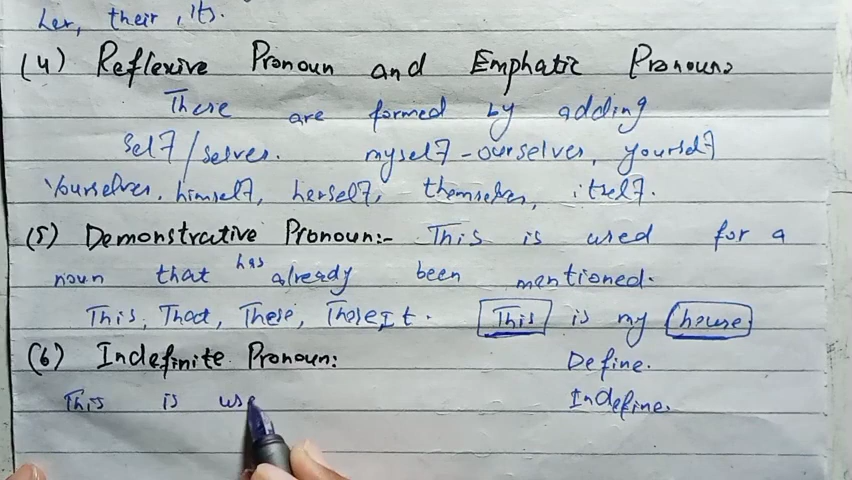 her, their, its.
(4) Reflexive Pronoun and Emphatic Pronouns
These are formed by adding
self/selves. myself-ourselves, yourself
Yourselves, himself, herself, themselves, itself.
(5) Demonstrative Pronoun:- This is used for a
noun that has already been mentioned.
This, That, These, Those, It. This is my house
(6) Indefinite Pronoun: Define.
This is use Indefine.